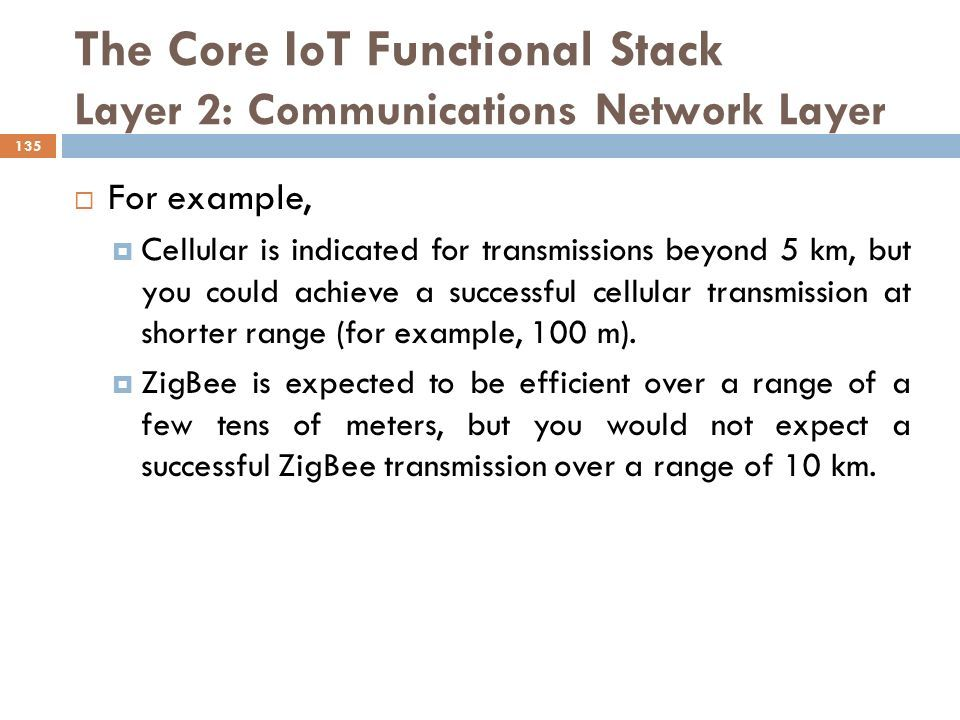 The Core IoT Functional Stack
Layer 2: Communications Network Layer
135
For example,
Cellular is indicated for transmissions beyond 5 km, but
you could achieve a successful cellular transmission at
shorter range (for example, 100 m).
ZigBee is expected to be efficient over a range of a
few tens of meters, but you would not expect a
successful ZigBee transmission over a range of 10 km.